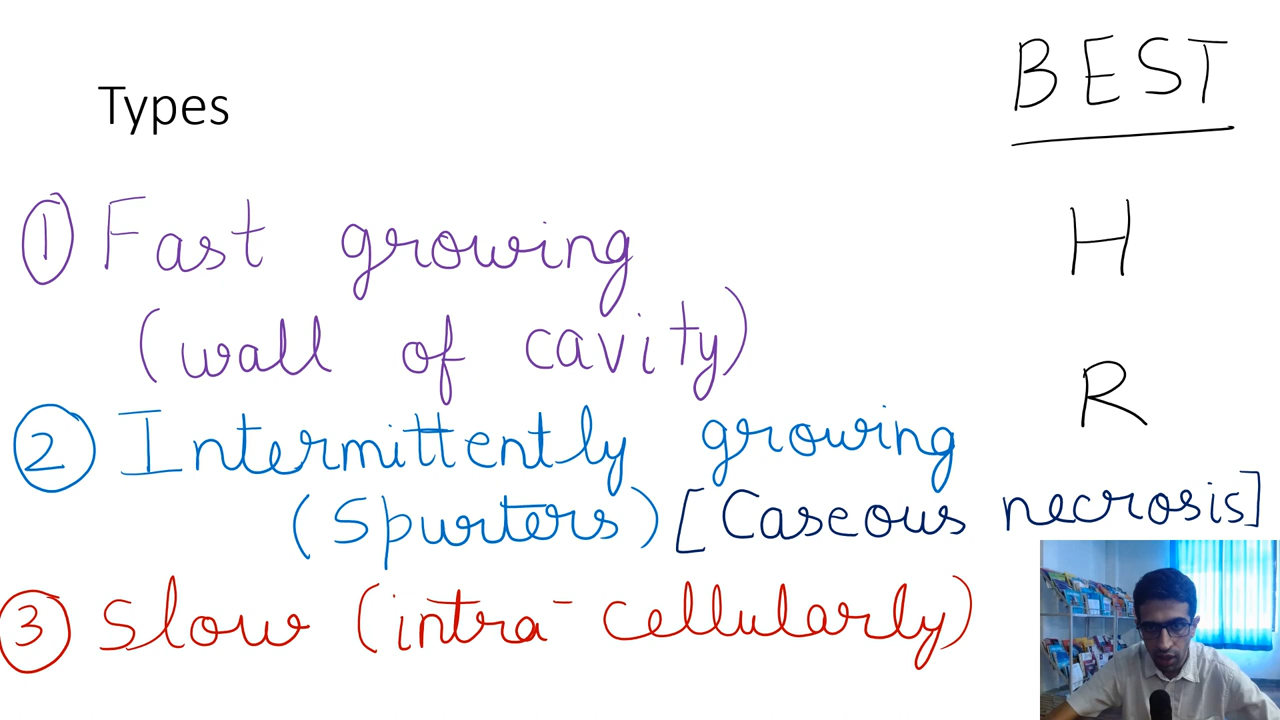 BEST
Types
① Fast growing
H
(wall of cavity)
R
② Intermittently growing
(Spurters) [Caseous necrosis]
③ Slow (intra-cellularly)